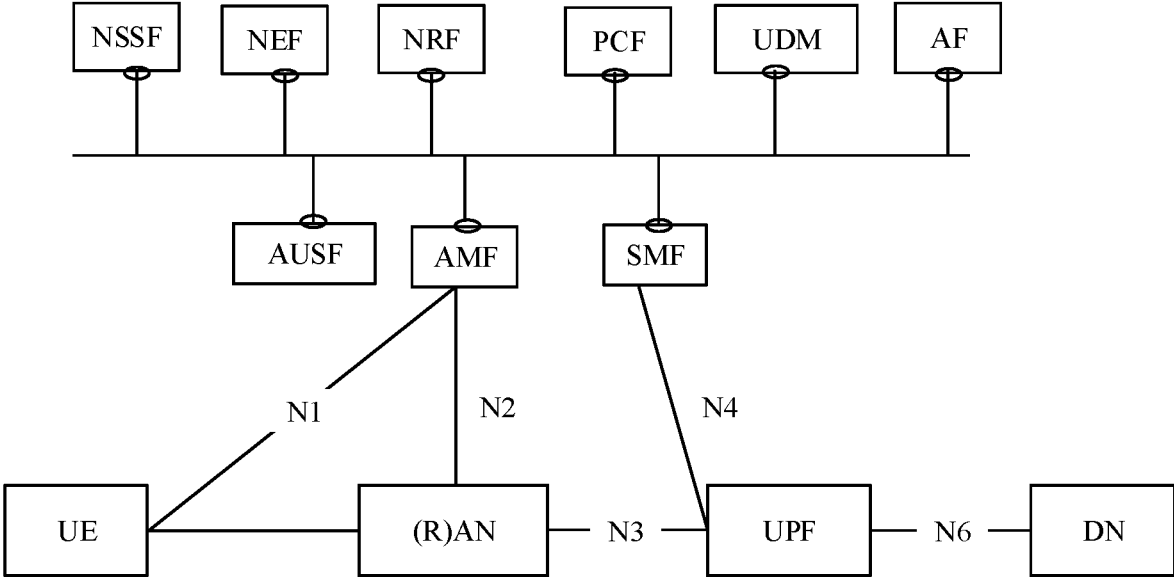 NSSF
NEF
NRF
PCF
UDM
AF
AUSF
AMF
SMF
N1
N2
N4
UE
(R)AN
N3
UPF
N6
DN